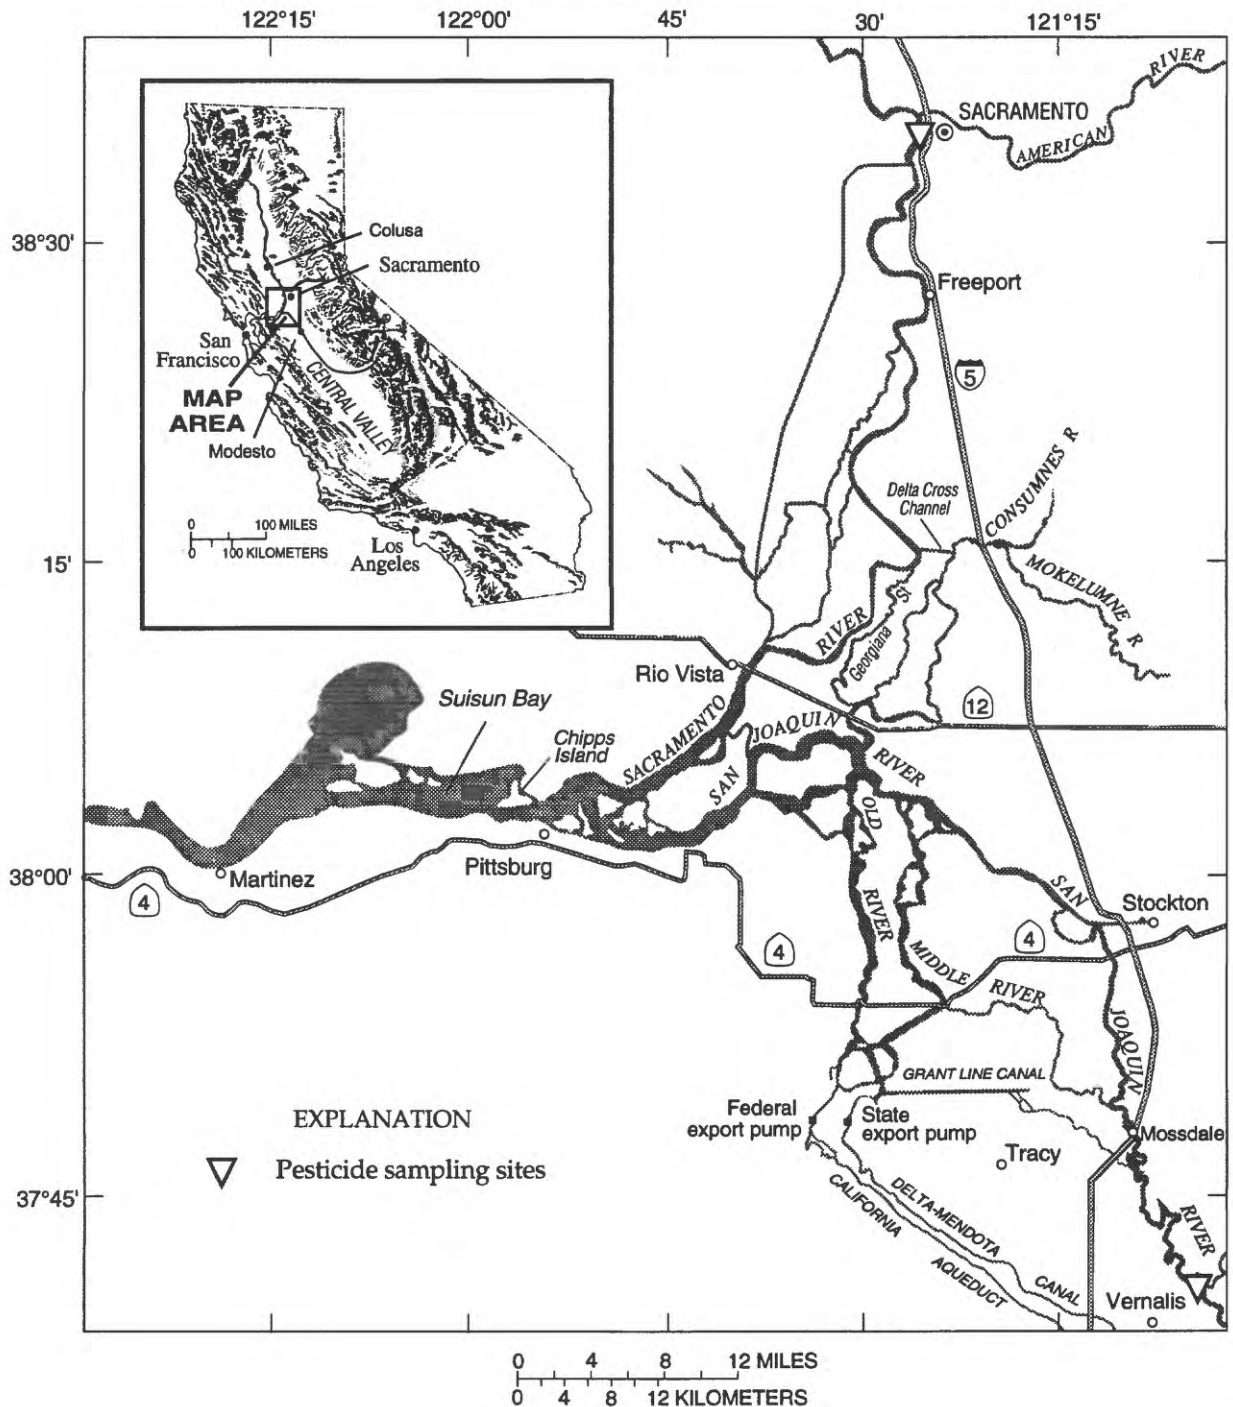 122°15'
122°00'
45'
30'
121°15'
38°30'
15'
38°00'
37°45'
Colusa
Sacramento
San
Francisco
MAP
AREA
Modesto
CENTRAL VALLEY
0 100 MILES
0 100 KILOMETERS
Los
Angeles
RIVER
SACRAMENTO
AMERICAN
Freeport
5
Delta Cross
Channel
CONSUMNES R
MOKELUMNE R
RIVER
Georgiana Sl
Rio Vista
12
Suisun Bay
Chipps
Island
SACRAMENTO
SAN
JOAQUIN
RIVER
OLD
RIVER
Martinez
Pittsburg
4
4
4
SAN
Stockton
MIDDLE
RIVER
JOAQUIN
GRANT LINE CANAL
Federal
export pump
State
export pump
Mossdale
Tracy
EXPLANATION
Pesticide sampling sites
DELTA-MENDOTA
CANAL
CALIFORNIA
AQUEDUCT
RIVER
Vernalis
0 4 8 12 MILES
0 4 8 12 KILOMETERS